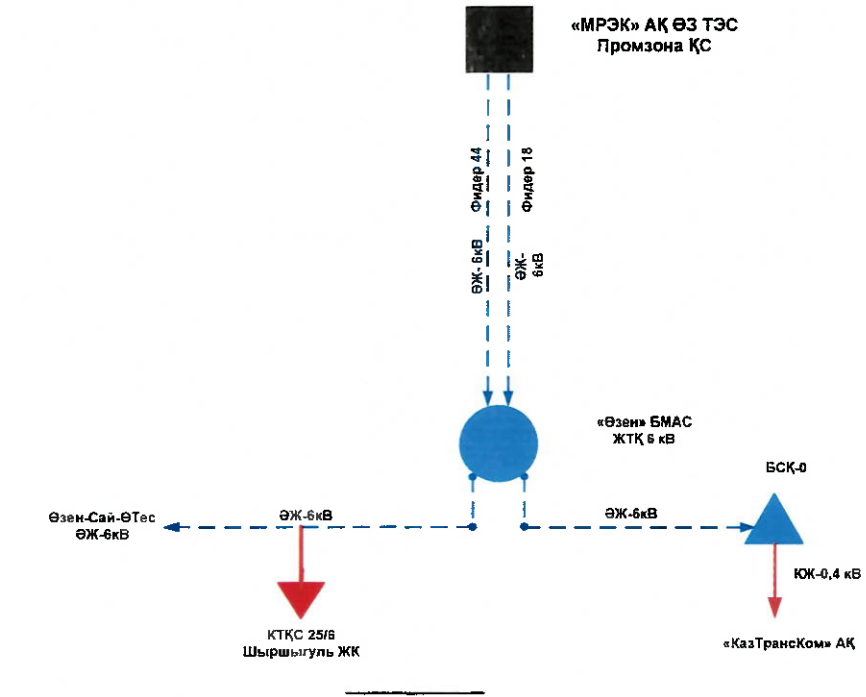 «МРЭК» АҚ ӨЗ ТЭС
Промзона ҚС
Фидер 44
Фидер 18
ӘЖ- 6кВ
ӘЖ-
6кВ
«Өзен» БМАС
ЖТҚ 6 кВ
БСҚ-0
Өзен-Сай-ӨТес
ӘЖ-6кВ
ӘЖ-6кВ
ӘЖ-6кВ
КЖ-0,4 кВ
КТҚС 25/6
Шыршыгуль ЖК
«КазТрансКом» АҚ